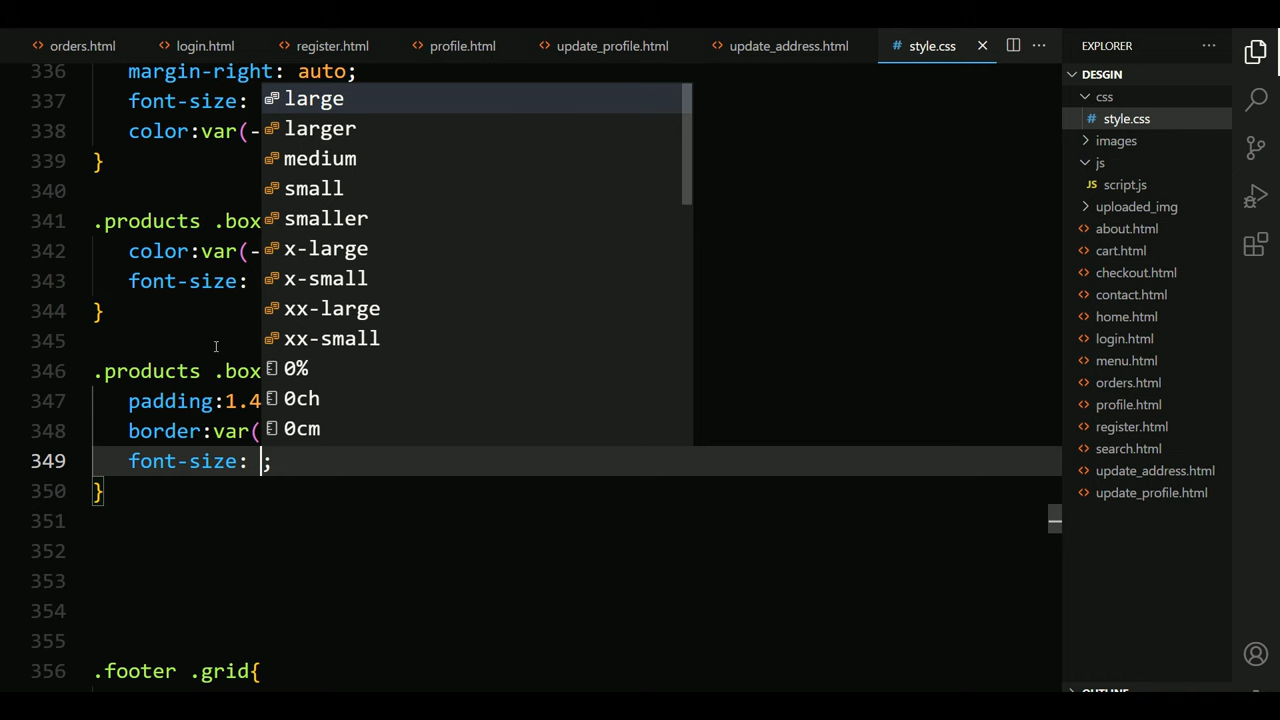 orders.html login.html register.html profile.html update_profile.html update_address.html # style.css
336 margin-right: auto;
337 font-size:
338 color:var(-
339 }
340
341 .products .box
342 color:var(-
343 font-size:
344 }
345
346 .products .box
347 padding:1.4
348 border:var(
349 font-size: ;
350 }
351
352
353
354
355
356 .footer .grid{
large
larger
medium
small
smaller
x-large
x-small
xx-large
xx-small
0%
0ch
0cm
EXPLORER
DESGIN
css
# style.css
images
js
script.js
uploaded_img
about.html
cart.html
checkout.html
contact.html
home.html
login.html
menu.html
orders.html
profile.html
register.html
search.html
update_address.html
update_profile.html
OUTLINE